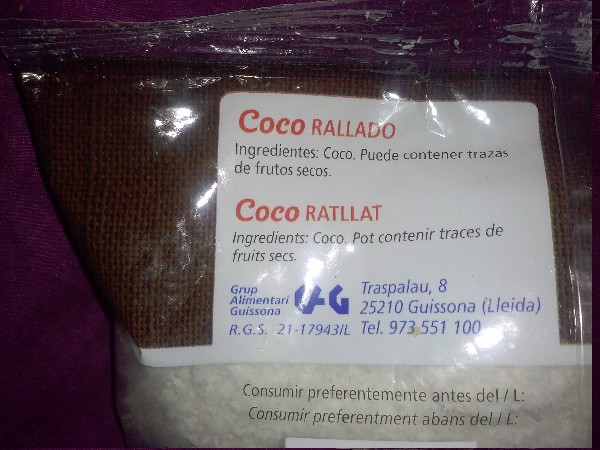 Coco RALLADO
Ingredientes: Coco. Puede contener trazas
de frutos secos.
Coco RATLLAT
Ingredients: Coco. Pot contenir traces de
fruits secs.
Grup
Alimentari
Guissona
GAG
R.G.S. 21-17943/L
Traspalau, 8
25210 Guissona (Lleida)
Tel. 973 551 100
Consumir preferentemente antes del / L:
Consumir preferentment abans del / L: